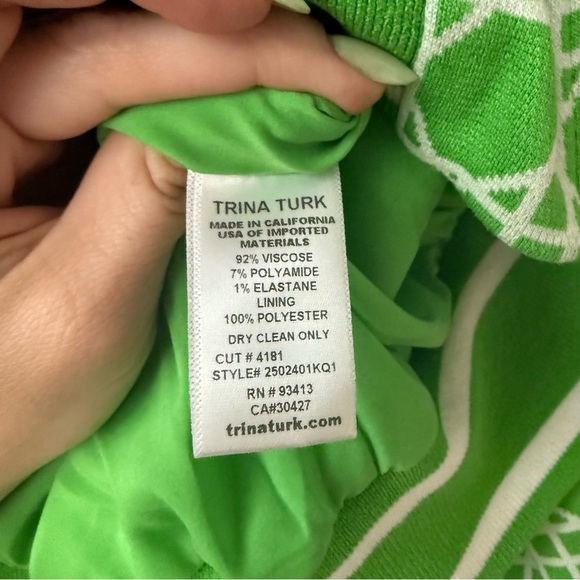 TRINA TURK
MADE IN CALIFORNIA
USA OF IMPORTED
MATERIALS
92% VISCOSE
7% POLYAMIDE
1% ELASTANE
LINING
100% POLYESTER
DRY CLEAN ONLY
CUT # 4181
STYLE# 2502401KQ1
RN # 93413
CA#30427
trinaturk.com